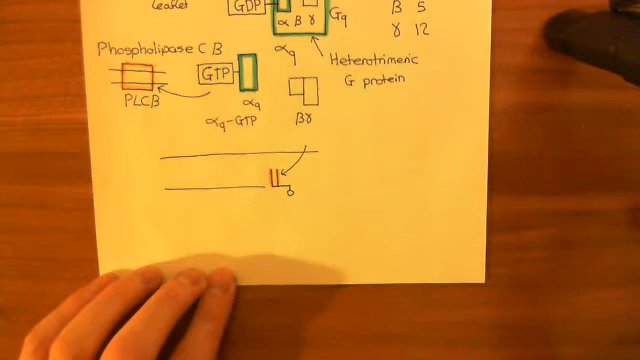 leaflet
GDP
α β γ
Gq
β 5
γ 12
Phospholipase C β
αq
Heterotrimeric
G protein
GTP
PLCβ
αq
αq-GTP
βγ